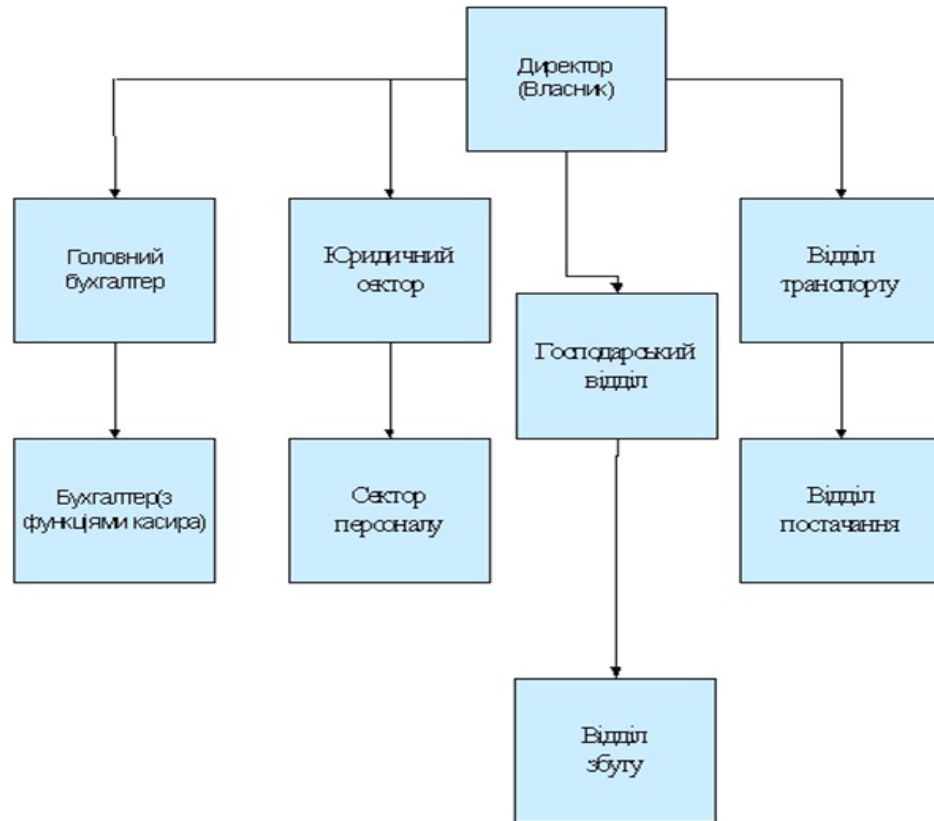 Директор
(Власник)
Головний
бухгалтер
Юридичний
сектор
Відділ
транспорту
Господарський
відділ
Бухгалтер(з
функціями касира)
Сектор
персоналу
Відділ
постачання
Відділ
збуту